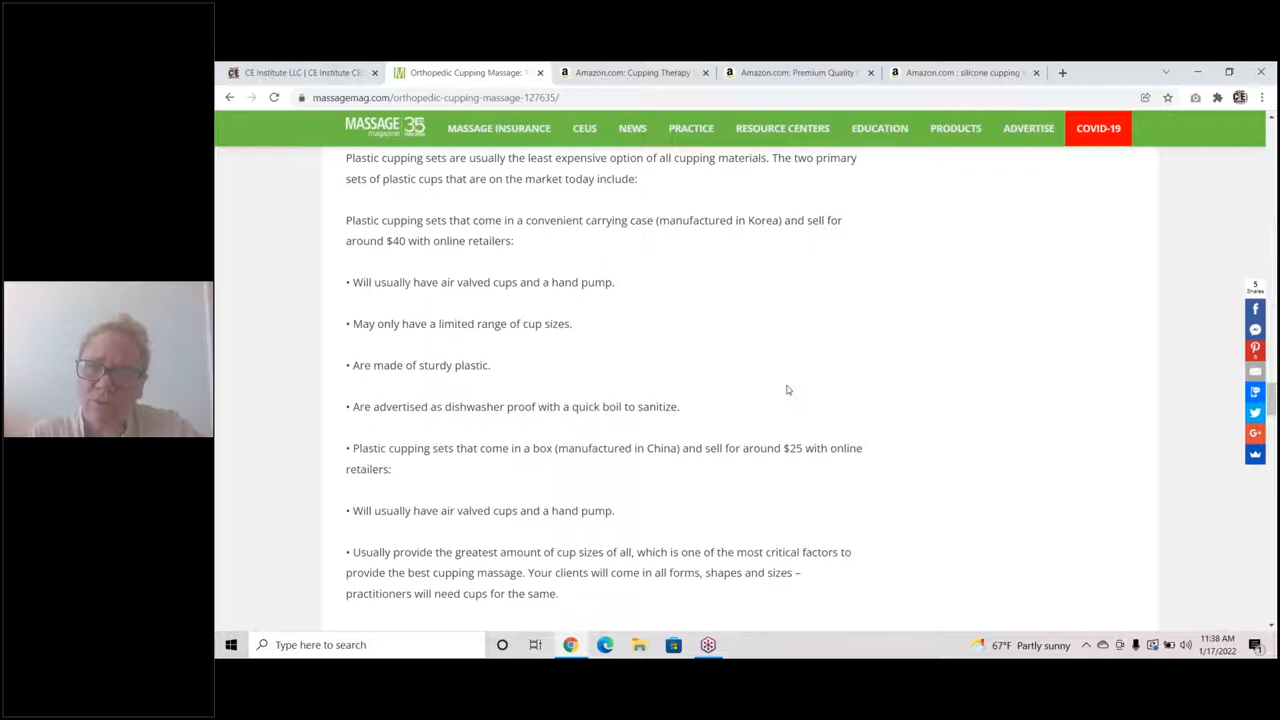 CE Institute LLC | CE Institute CE
Orthopedic Cupping Massage:
Amazon.com: Cupping Therapy
Amazon.com: Premium Quality
Amazon.com : silicone cupping
massagemag.com/orthopedic-cupping-massage-127635/
MASSAGE magazine 35
MASSAGE INSURANCE CEUS NEWS PRACTICE RESOURCE CENTERS EDUCATION PRODUCTS ADVERTISE COVID-19
Plastic cupping sets are usually the least expensive option of all cupping materials. The two primary
sets of plastic cups that are on the market today include:
Plastic cupping sets that come in a convenient carrying case (manufactured in Korea) and sell for
around $40 with online retailers:
• Will usually have air valved cups and a hand pump.
• May only have a limited range of cup sizes.
• Are made of sturdy plastic.
• Are advertised as dishwasher proof with a quick boil to sanitize.
• Plastic cupping sets that come in a box (manufactured in China) and sell for around $25 with online
retailers:
• Will usually have air valved cups and a hand pump.
• Usually provide the greatest amount of cup sizes of all, which is one of the most critical factors to
provide the best cupping massage. Your clients will come in all forms, shapes and sizes –
practitioners will need cups for the same.
5
Shares
Type here to search
67°F Partly sunny
11:38 AM
1/17/2022